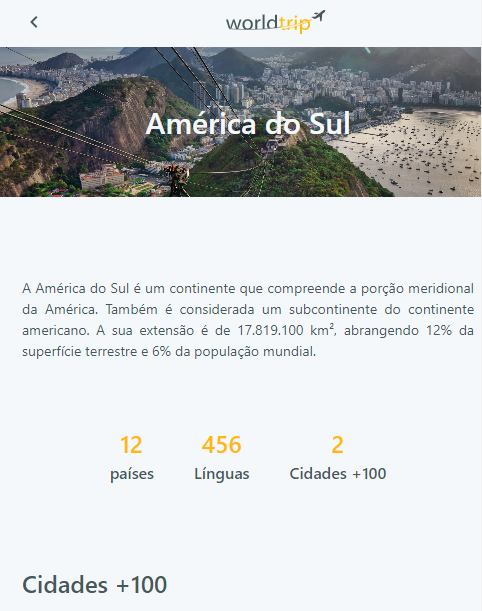 worldtrip
América do Sul
A América do Sul é um continente que compreende a porção meridional
da América. Também é considerada um subcontinente do continente
americano. A sua extensão é de 17.819.100 km², abrangendo 12% da
superfície terrestre e 6% da população mundial.
12 456 2
países Línguas Cidades +100
Cidades +100